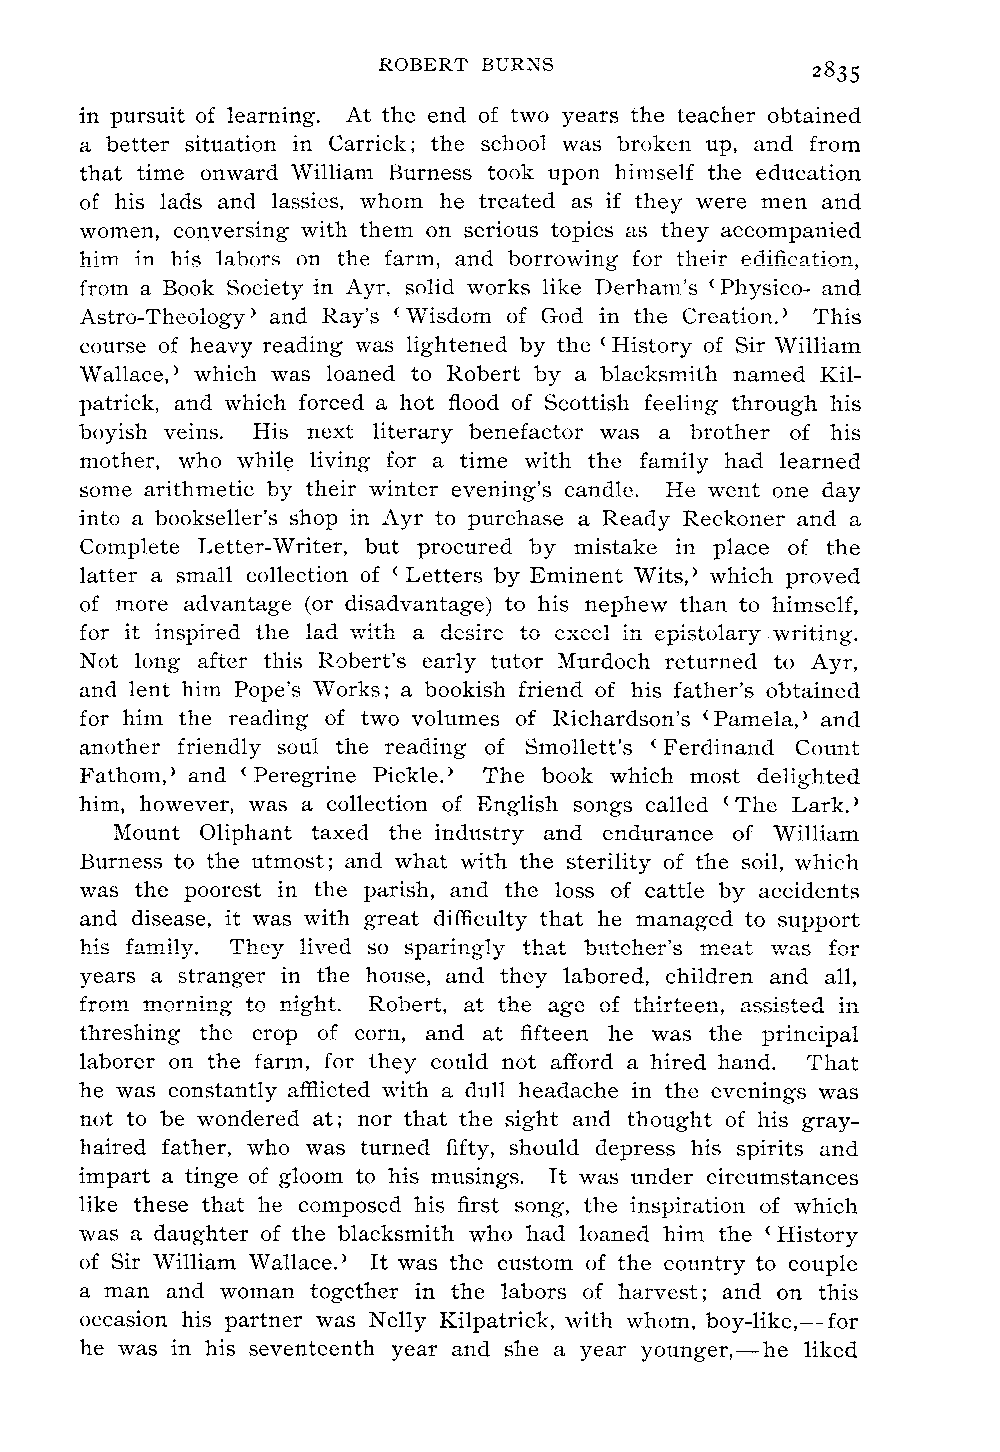 ROBERT BURNS
2835
in pursuit of learning. At the end of two years the teacher obtained
a better situation in Carrick; the school was broken up, and from
that time onward William Burness took upon himself the education
of his lads and lassies, whom he treated as if they were men and
women, conversing with them on serious topics as they accompanied
him in his labors on the farm, and borrowing for their edification,
from a Book Society in Ayr, solid works like Derham's ‘Physico- and
Astro-Theology’ and Ray's ‘Wisdom of God in the Creation.’ This
course of heavy reading was lightened by the ‘History of Sir William
Wallace,’ which was loaned to Robert by a blacksmith named Kil-
patrick, and which forced a hot flood of Scottish feeling through his
boyish veins. His next literary benefactor was a brother of his
mother, who while living for a time with the family had learned
some arithmetic by their winter evening's candle. He went one day
into a bookseller's shop in Ayr to purchase a Ready Reckoner and a
Complete Letter-Writer, but procured by mistake in place of the
latter a small collection of ‘Letters by Eminent Wits,’ which proved
of more advantage (or disadvantage) to his nephew than to himself,
for it inspired the lad with a desire to excel in epistolary writing.
Not long after this Robert's early tutor Murdoch returned to Ayr,
and lent him Pope's Works; a bookish friend of his father's obtained
for him the reading of two volumes of Richardson's ‘Pamela,’ and
another friendly soul the reading of Smollett's ‘Ferdinand Count
Fathom,’ and ‘Peregrine Pickle.’ The book which most delighted
him, however, was a collection of English songs called ‘The Lark.’
Mount Oliphant taxed the industry and endurance of William
Burness to the utmost; and what with the sterility of the soil, which
was the poorest in the parish, and the loss of cattle by accidents
and disease, it was with great difficulty that he managed to support
his family. They lived so sparingly that butcher's meat was for
years a stranger in the house, and they labored, children and all,
from morning to night. Robert, at the age of thirteen, assisted in
threshing the crop of corn, and at fifteen he was the principal
laborer on the farm, for they could not afford a hired hand. That
he was constantly afflicted with a dull headache in the evenings was
not to be wondered at; nor that the sight and thought of his gray-
haired father, who was turned fifty, should depress his spirits and
impart a tinge of gloom to his musings. It was under circumstances
like these that he composed his first song, the inspiration of which
was a daughter of the blacksmith who had loaned him the ‘History
of Sir William Wallace.’ It was the custom of the country to couple
a man and woman together in the labors of harvest; and on this
occasion his partner was Nelly Kilpatrick, with whom, boy-like,—for
he was in his seventeenth year and she a year younger,—he liked